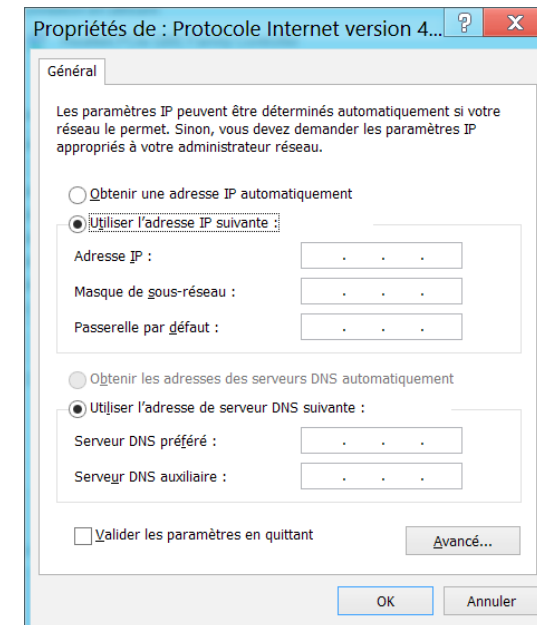 Propriétés de : Protocole Internet version 4...
? X
Général
Les paramètres IP peuvent être déterminés automatiquement si votre
réseau le permet. Sinon, vous devez demander les paramètres IP
appropriés à votre administrateur réseau.
Obtenir une adresse IP automatiquement
Utiliser l'adresse IP suivante :
Adresse IP : . . .
Masque de sous-réseau : . . .
Passerelle par défaut : . . .
Obtenir les adresses des serveurs DNS automatiquement
Utiliser l'adresse de serveur DNS suivante :
Serveur DNS préféré : . . .
Serveur DNS auxiliaire : . . .
Valider les paramètres en quittant
Avancé...
OK
Annuler